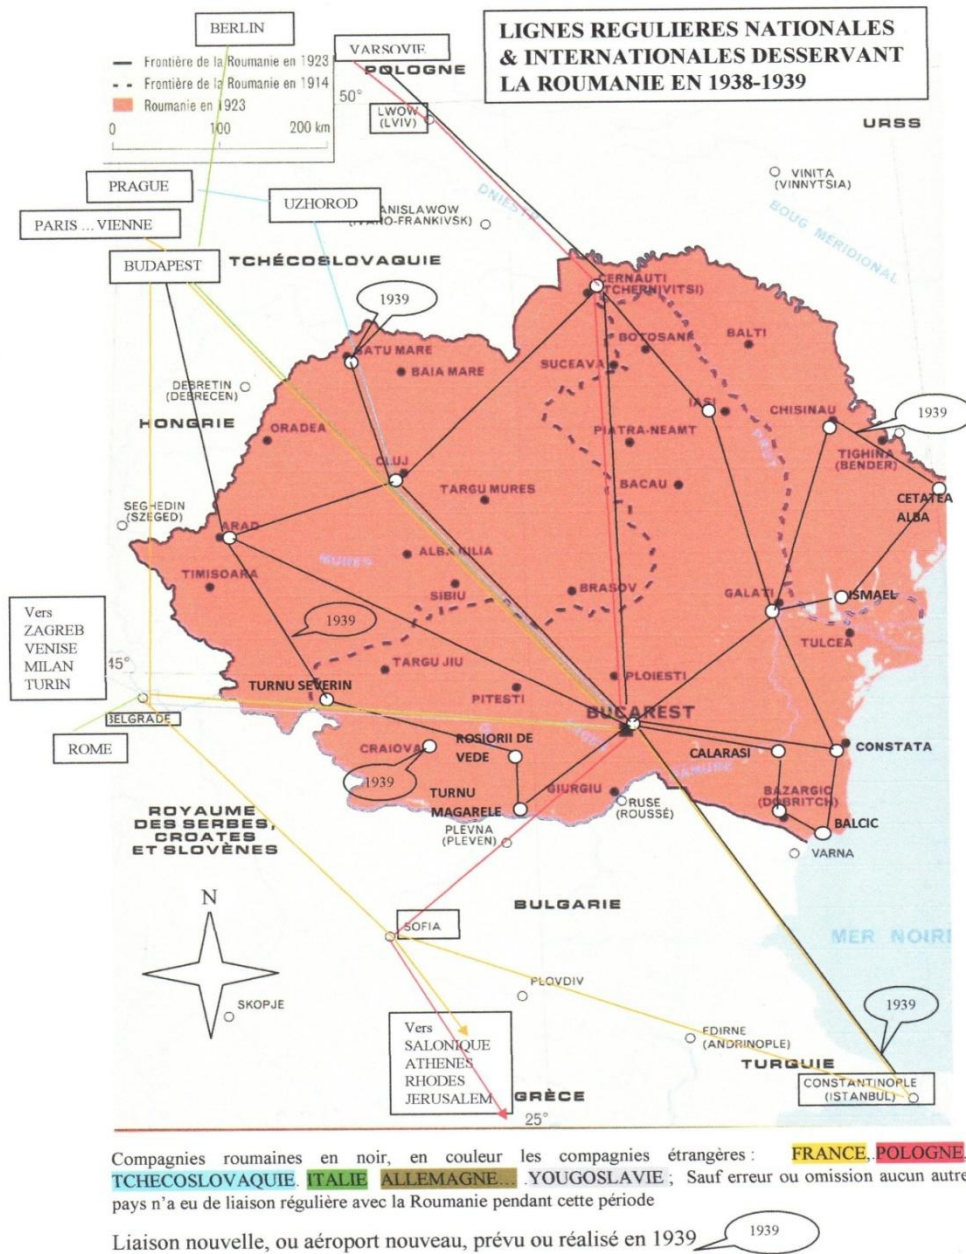 BERLIN
VARSOVIE
LIGNES REGULIERES NATIONALES
& INTERNATIONALES DESSERVANT
LA ROUMANIE EN 1938-1939
Frontière de la Roumanie en 1923
Frontière de la Roumanie en 1914
Roumanie en 1923
0 100 200 km
POLOGNE
50°
LWOW
(LVIV)
URSS
PRAGUE
UZHOROD
VINITA
(VINNYTSIA)
ANISLAWOW
(IVANO-FRANKIVSK)
DNIESTR
BOUG MÉRIDIONAL
PARIS ... VIENNE
BUDAPEST
TCHÉCOSLOVAQUIE
1939
CERNAUTI
(TCHERNIVITSI)
SATU MARE
BAIA MARE
BOTOSANI
BALTI
SUCEAVA
DEBRETIN
(DEBRECEN)
HONGRIE
ORADEA
IASI
CHISINAU
1939
PIATRA-NEAMT
PRUT
TIGHINA
(BENDER)
CLUJ
TARGU MURES
BACAU
CETATEA
ALBA
SEGHEDIN
(SZEGED)
ARAD
MURES
ALBA IULIA
TIMISOARA
SIBIU
BRASOV
GALATI
ISMAEL
TULCEA
Vers
ZAGREB
VENISE
MILAN
TURIN
1939
45°
TARGU JIU
PLOIESTI
TURNU SEVERIN
PITESTI
BUCAREST
BELGRADE
ROME
CRAIOVA
ROSIORII DE
VEDE
CALARASI
CONSTATA
1939
TURNU
MAGARELE
GIURGIU
BAZARGIC
(DOBRITCH)
BALCIC
RUSE
(ROUSSÉ)
ROYAUME
DES SERBES,
CROATES
ET SLOVÈNES
PLEVNA
(PLEVEN)
VARNA
N
BULGARIE
SOFIA
MER NOIRE
SKOPJE
PLOVDIV
1939
Vers
SALONIQUE
ATHENES
RHODES
JERUSALEM
EDIRNE
(ANDRINOPLE)
TURQUIE
CONSTANTINOPLE
(ISTANBUL)
GRÈCE
25°
Compagnies roumaines en noir, en couleur les compagnies étrangères : FRANCE, POLOGNE,
TCHECOSLOVAQUIE. ITALIE ALLEMAGNE... .YOUGOSLAVIE ; Sauf erreur ou omission aucun autre
pays n'a eu de liaison régulière avec la Roumanie pendant cette période
Liaison nouvelle, ou aéroport nouveau, prévu ou réalisé en 1939 1939